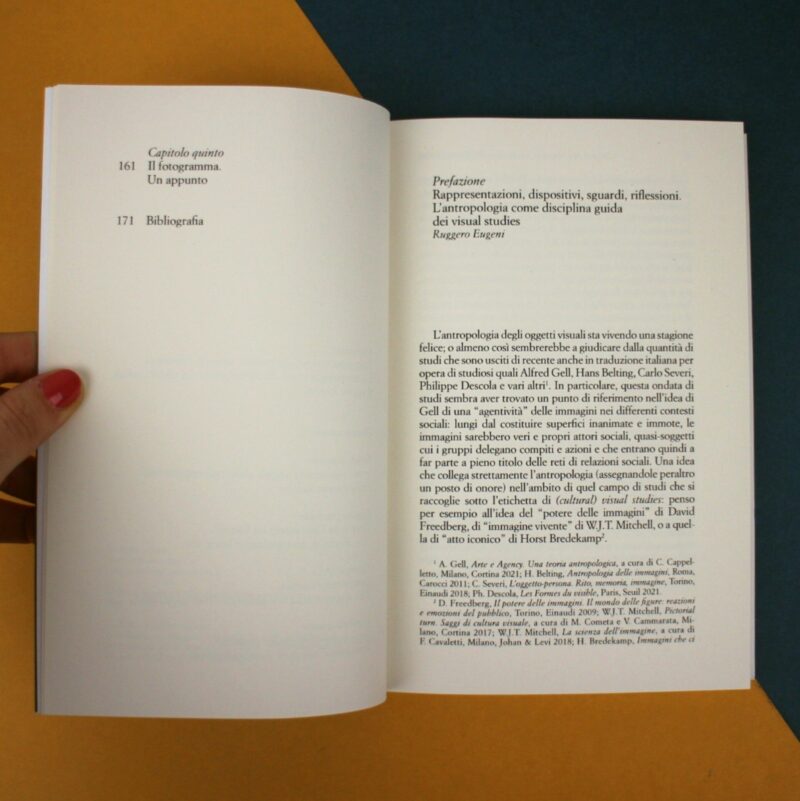 Capitolo quinto
161 Il fotogramma.
Un appunto
171 Bibliografia
Prefazione
Rappresentazioni, dispositivi, sguardi, riflessioni.
L'antropologia come disciplina guida
dei visual studies
Ruggero Eugeni
L'antropologia degli oggetti visuali sta vivendo una stagione
felice; o almeno così sembrerebbe a giudicare dalla quantità di
studi che sono usciti di recente anche in traduzione italiana per
opera di studiosi quali Alfred Gell, Hans Belting, Carlo Severi,
Philippe Descola e vari altri¹. In particolare, questa ondata di
studi sembra aver trovato un punto di riferimento nell'idea di
Gell di una “agentività” delle immagini nei differenti contesti
sociali: lungi dal costituire superfici inanimate e immote, le
immagini sarebbero veri e propri attori sociali, quasi-soggetti
cui i gruppi delegano compiti e azioni e che entrano quindi a
far parte a pieno titolo delle reti di relazioni sociali. Una idea
che collega strettamente l'antropologia (assegnandole peraltro
un posto di onore) nell'ambito di quel campo di studi che si
raccoglie sotto l'etichetta di (cultural) visual studies: penso
per esempio all'idea del “potere delle immagini” di David
Freedberg, di “immagine vivente” di W.J.T. Mitchell, o a quel-
la di “atto iconico” di Horst Bredekamp².
¹ A. Gell, Arte e Agency. Una teoria antropologica, a cura di C. Cappel-
letto, Milano, Cortina 2021; H. Belting, Antropologia delle immagini, Roma,
Carocci 2011; C. Severi, L'oggetto-persona. Rito, memoria, immagine, Torino,
Einaudi 2018; Ph. Descola, Les Formes du visible, Paris, Seuil 2021.
² D. Freedberg, Il potere delle immagini. Il mondo delle figure: reazioni
e emozioni del pubblico, Torino, Einaudi 2009; W.J.T. Mitchell, Pictorial
turn. Saggi di cultura visuale, a cura di M. Cometa e V. Cammarata, Mi-
lano, Cortina 2017; W.J.T. Mitchell, La scienza dell'immagine, a cura di
F. Cavaletti, Milano, Johan & Levi 2018; H. Bredekamp, Immagini che ci